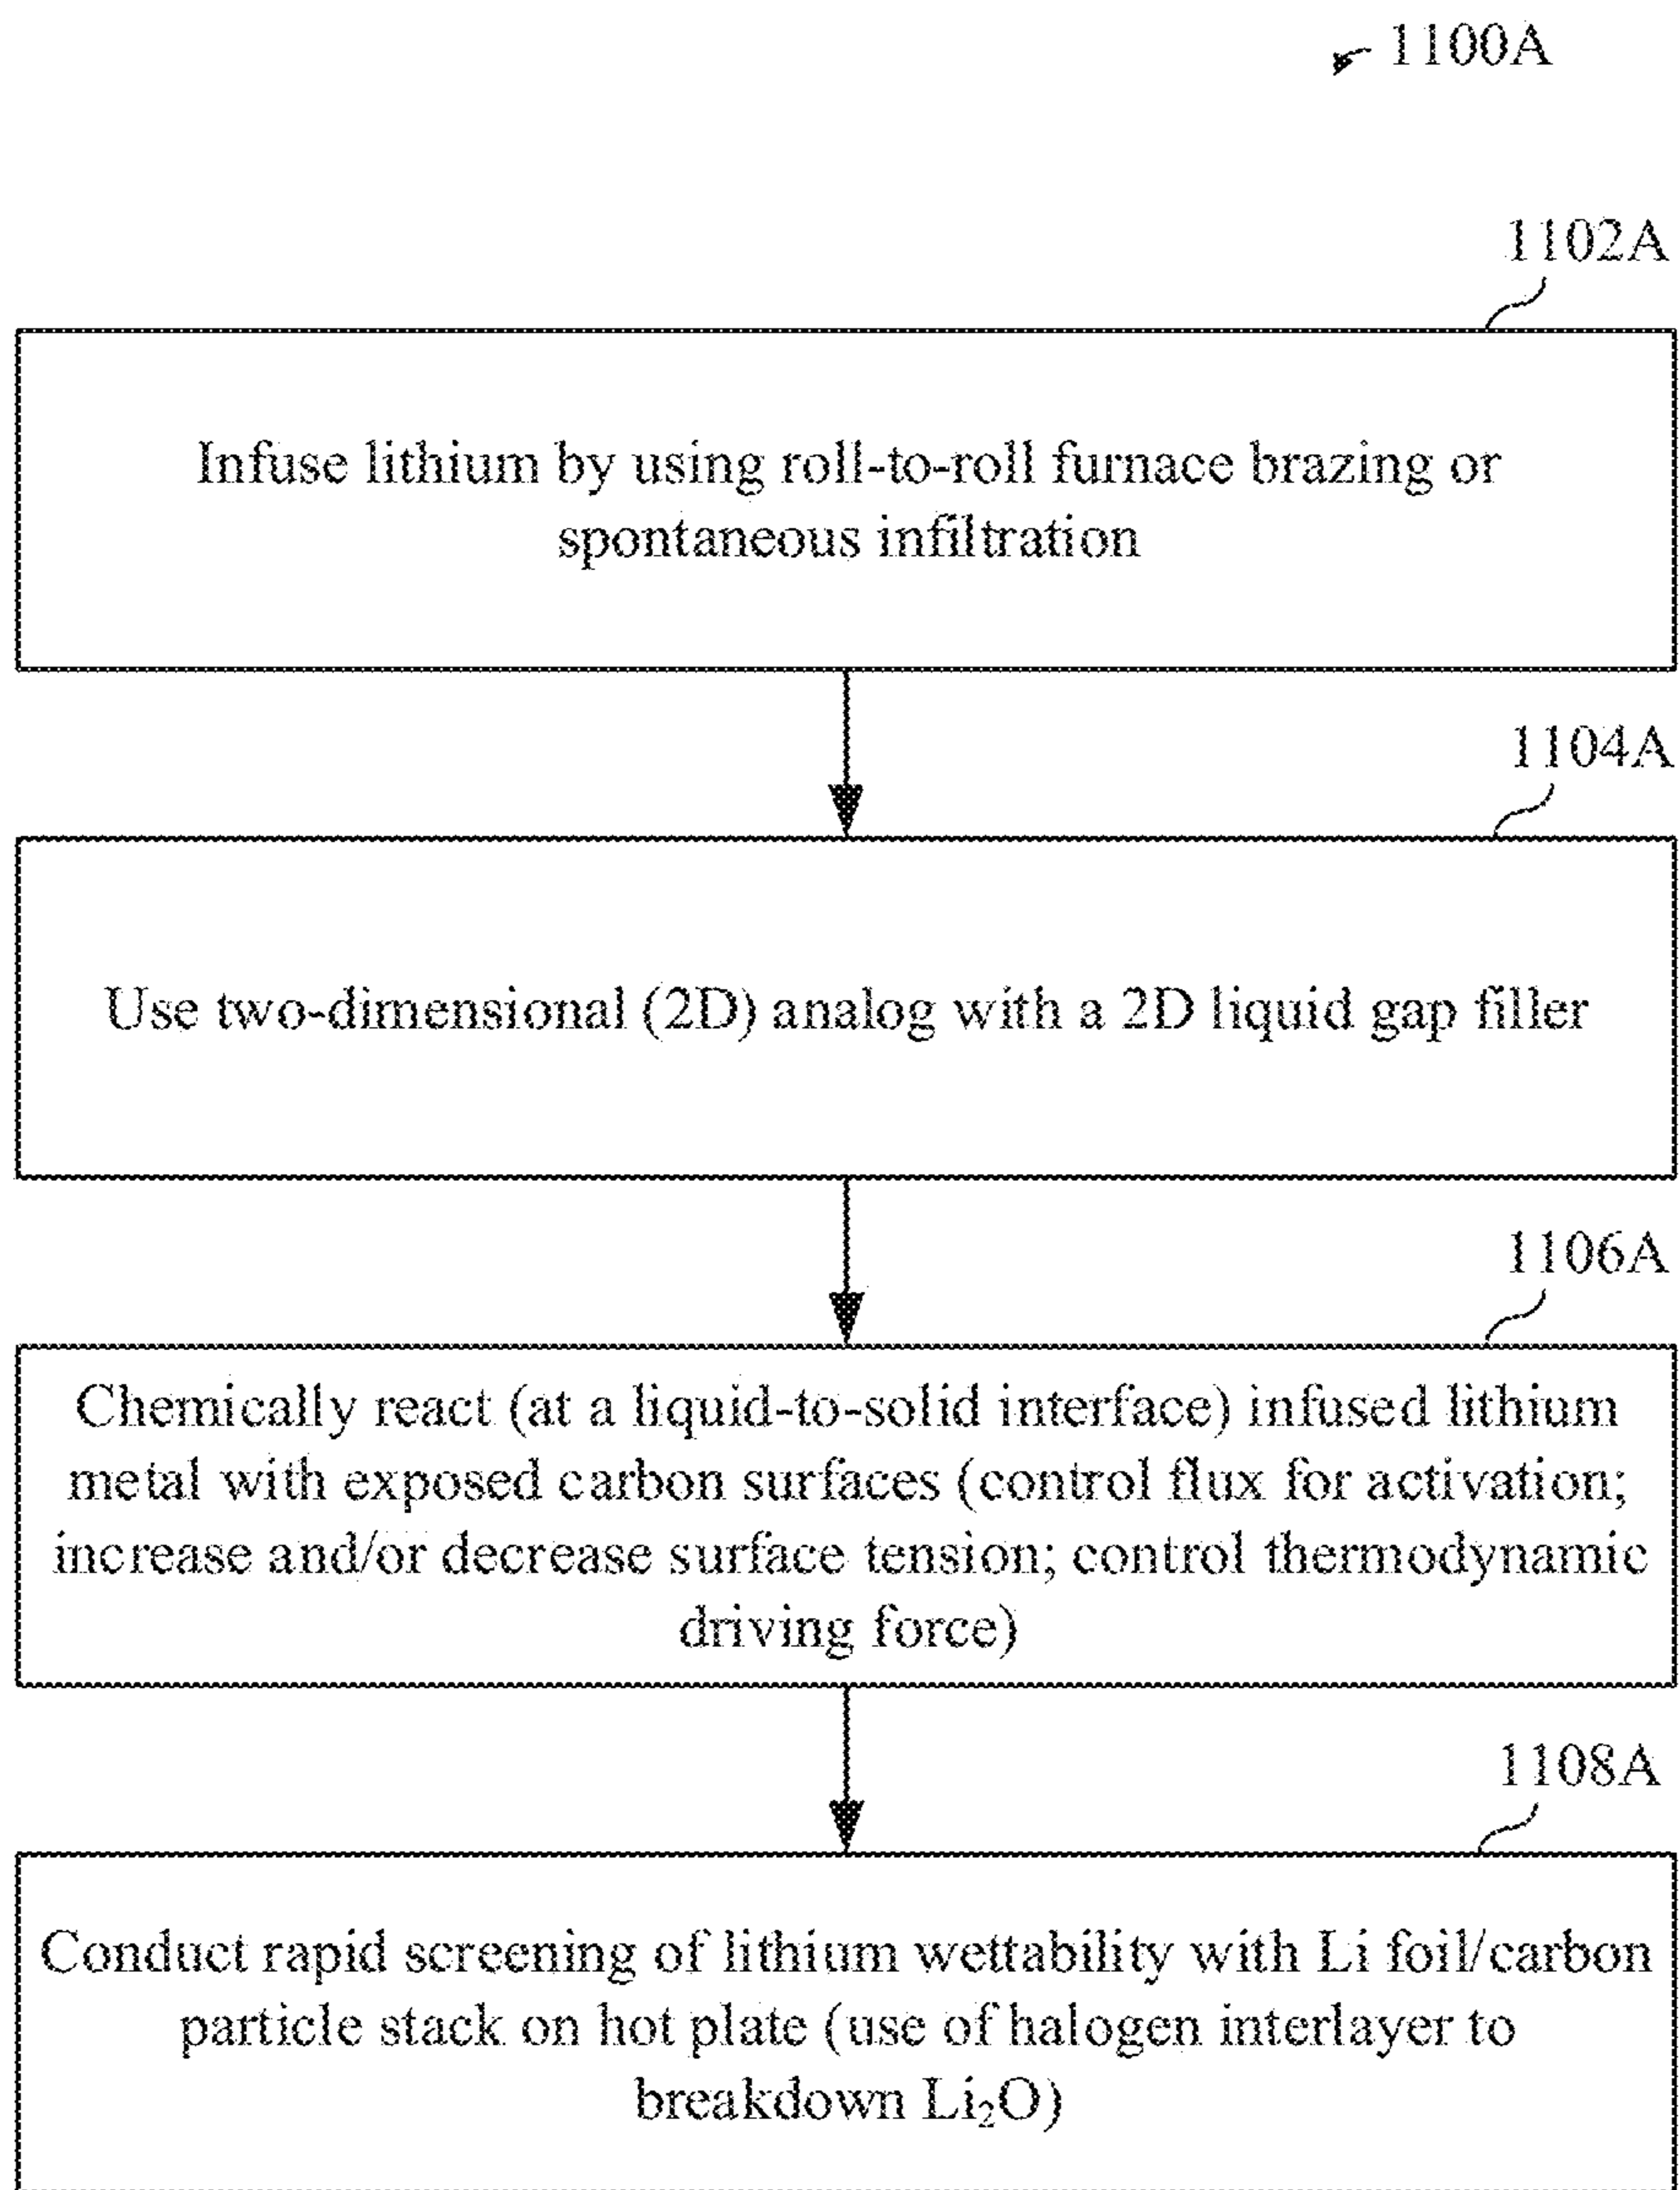 1100A
1102A
Infuse lithium by using roll-to-roll furnace brazing or
spontaneous infiltration
1104A
Use two-dimensional (2D) analog with a 2D liquid gap filler
1106A
Chemically react (at a liquid-to-solid interface) infused lithium
metal with exposed carbon surfaces (control flux for activation;
increase and/or decrease surface tension; control thermodynamic
driving force)
1108A
Conduct rapid screening of lithium wettability with Li foil/carbon
particle stack on hot plate (use of halogen interlayer to
breakdown Li₂O)